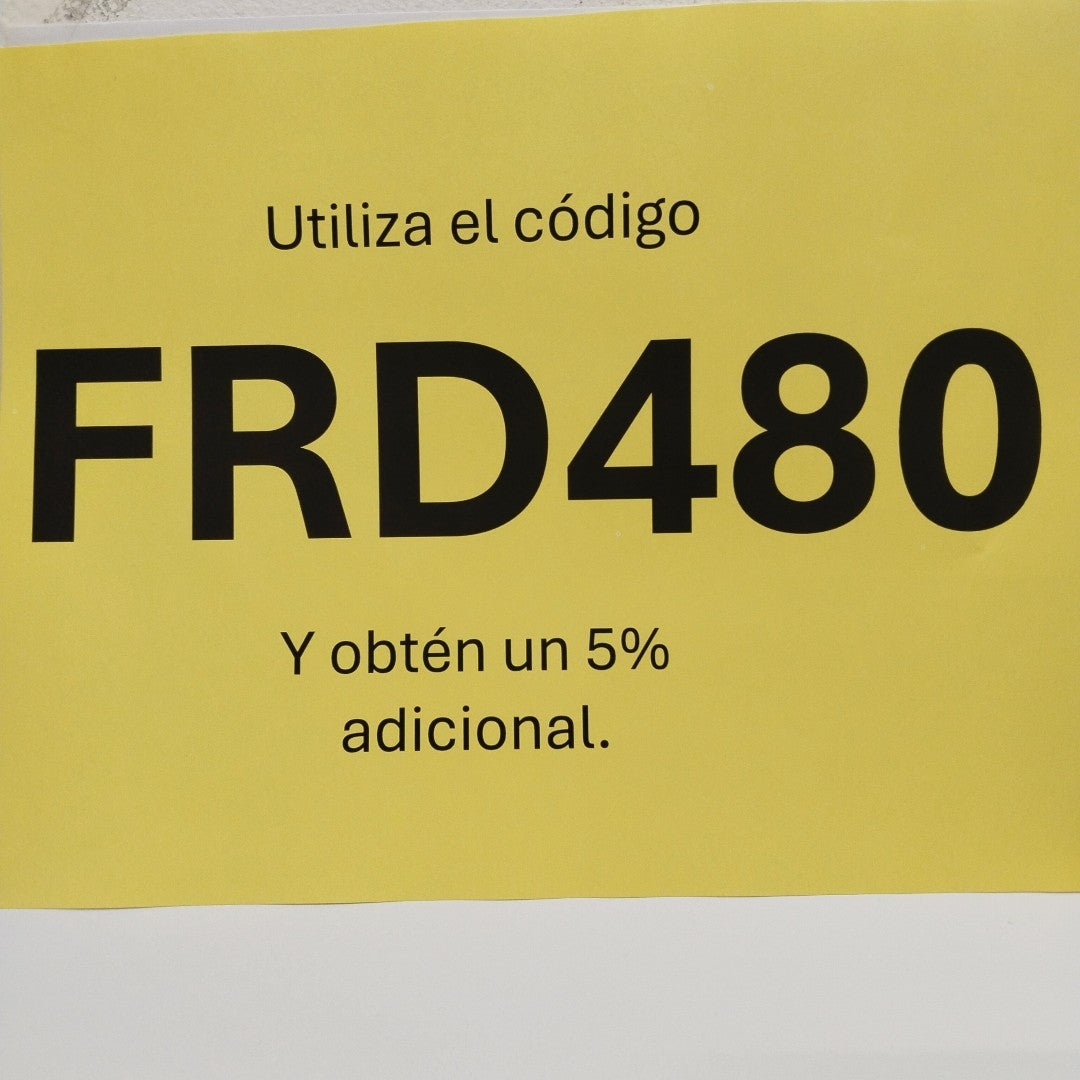 Utiliza el código
FRD480
Y obtén un 5%
adicional.